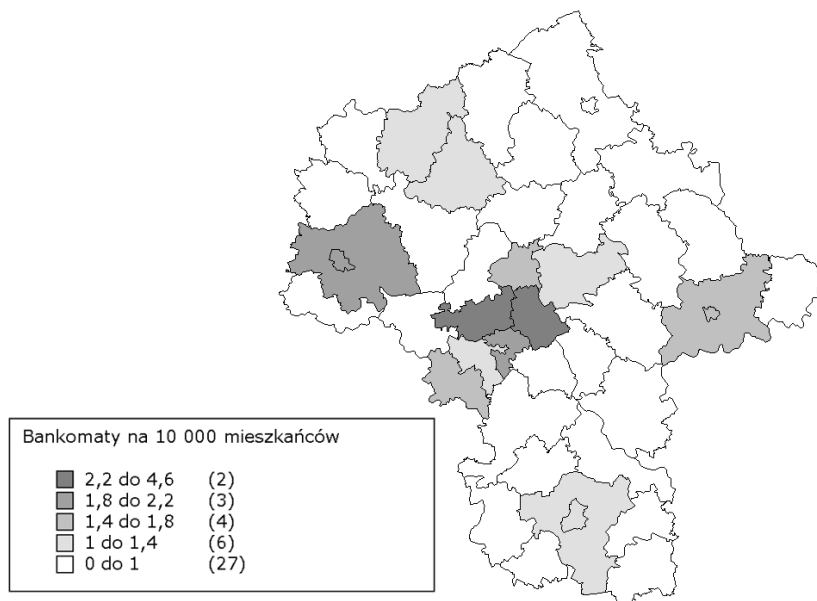 Bankomaty na 10 000 mieszkańców
2,2 do 4,6 (2)
1,8 do 2,2 (3)
1,4 do 1,8 (4)
1 do 1,4 (6)
0 do 1 (27)